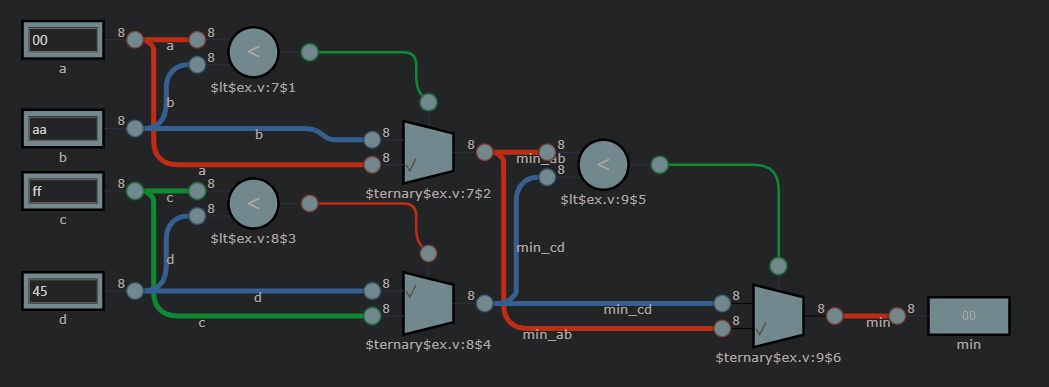 00
a
8
a
8
8
<
$lt$ex.v:7$1
b
aa
b
8
b
8
a
8
✓
$ternary$ex.v:7$2
8
ff
c
8
c
8
8
<
$lt$ex.v:8$3
d
45
d
8
d
8
c
8
✓
$ternary$ex.v:8$4
8
min_ab
8
8
<
$lt$ex.v:9$5
min_cd
min_cd
8
min_ab
8
✓
$ternary$ex.v:9$6
8
min
8
00
min